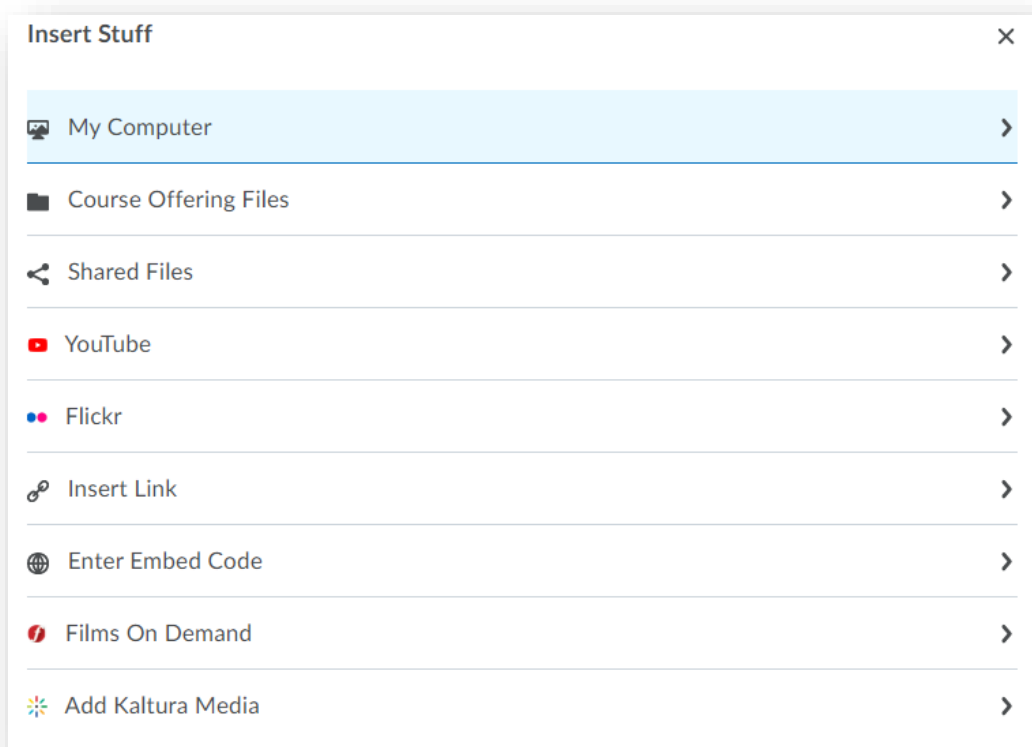 Insert Stuff
My Computer
Course Offering Files
Shared Files
YouTube
Flickr
Insert Link
Enter Embed Code
Films On Demand
Add Kaltura Media